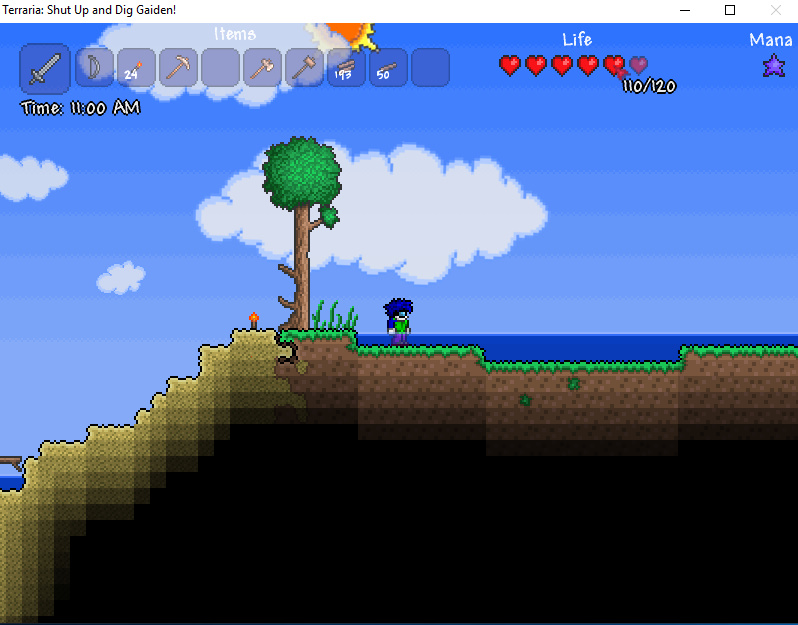 Terraria: Shut Up and Dig Gaiden!
Items
Life
Mana
24
193
50
110/120
Time: 11:00 AM